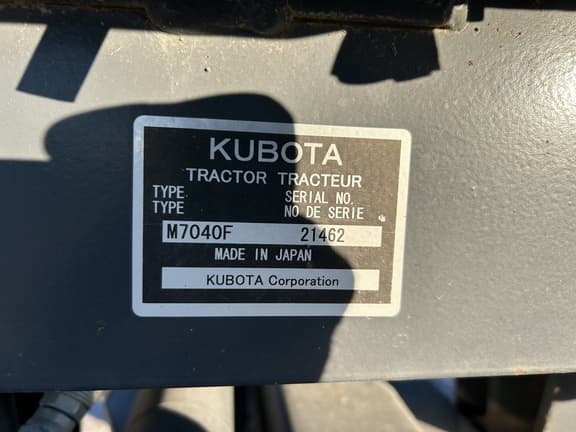 KUBOTA
TRACTOR TRACTEUR
TYPE SERIAL NO.
TYPE NO DE SERIE
M7040F 21462
MADE IN JAPAN
KUBOTA Corporation